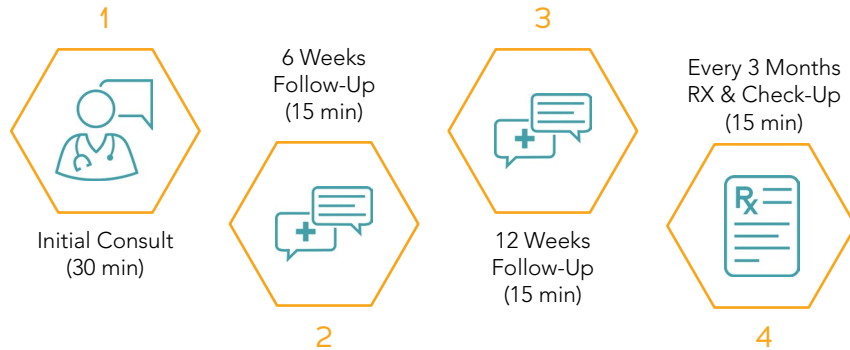 1
Initial Consult
(30 min)
6 Weeks
Follow-Up
(15 min)
2
3
12 Weeks
Follow-Up
(15 min)
Every 3 Months
RX & Check-Up
(15 min)
Rx
4